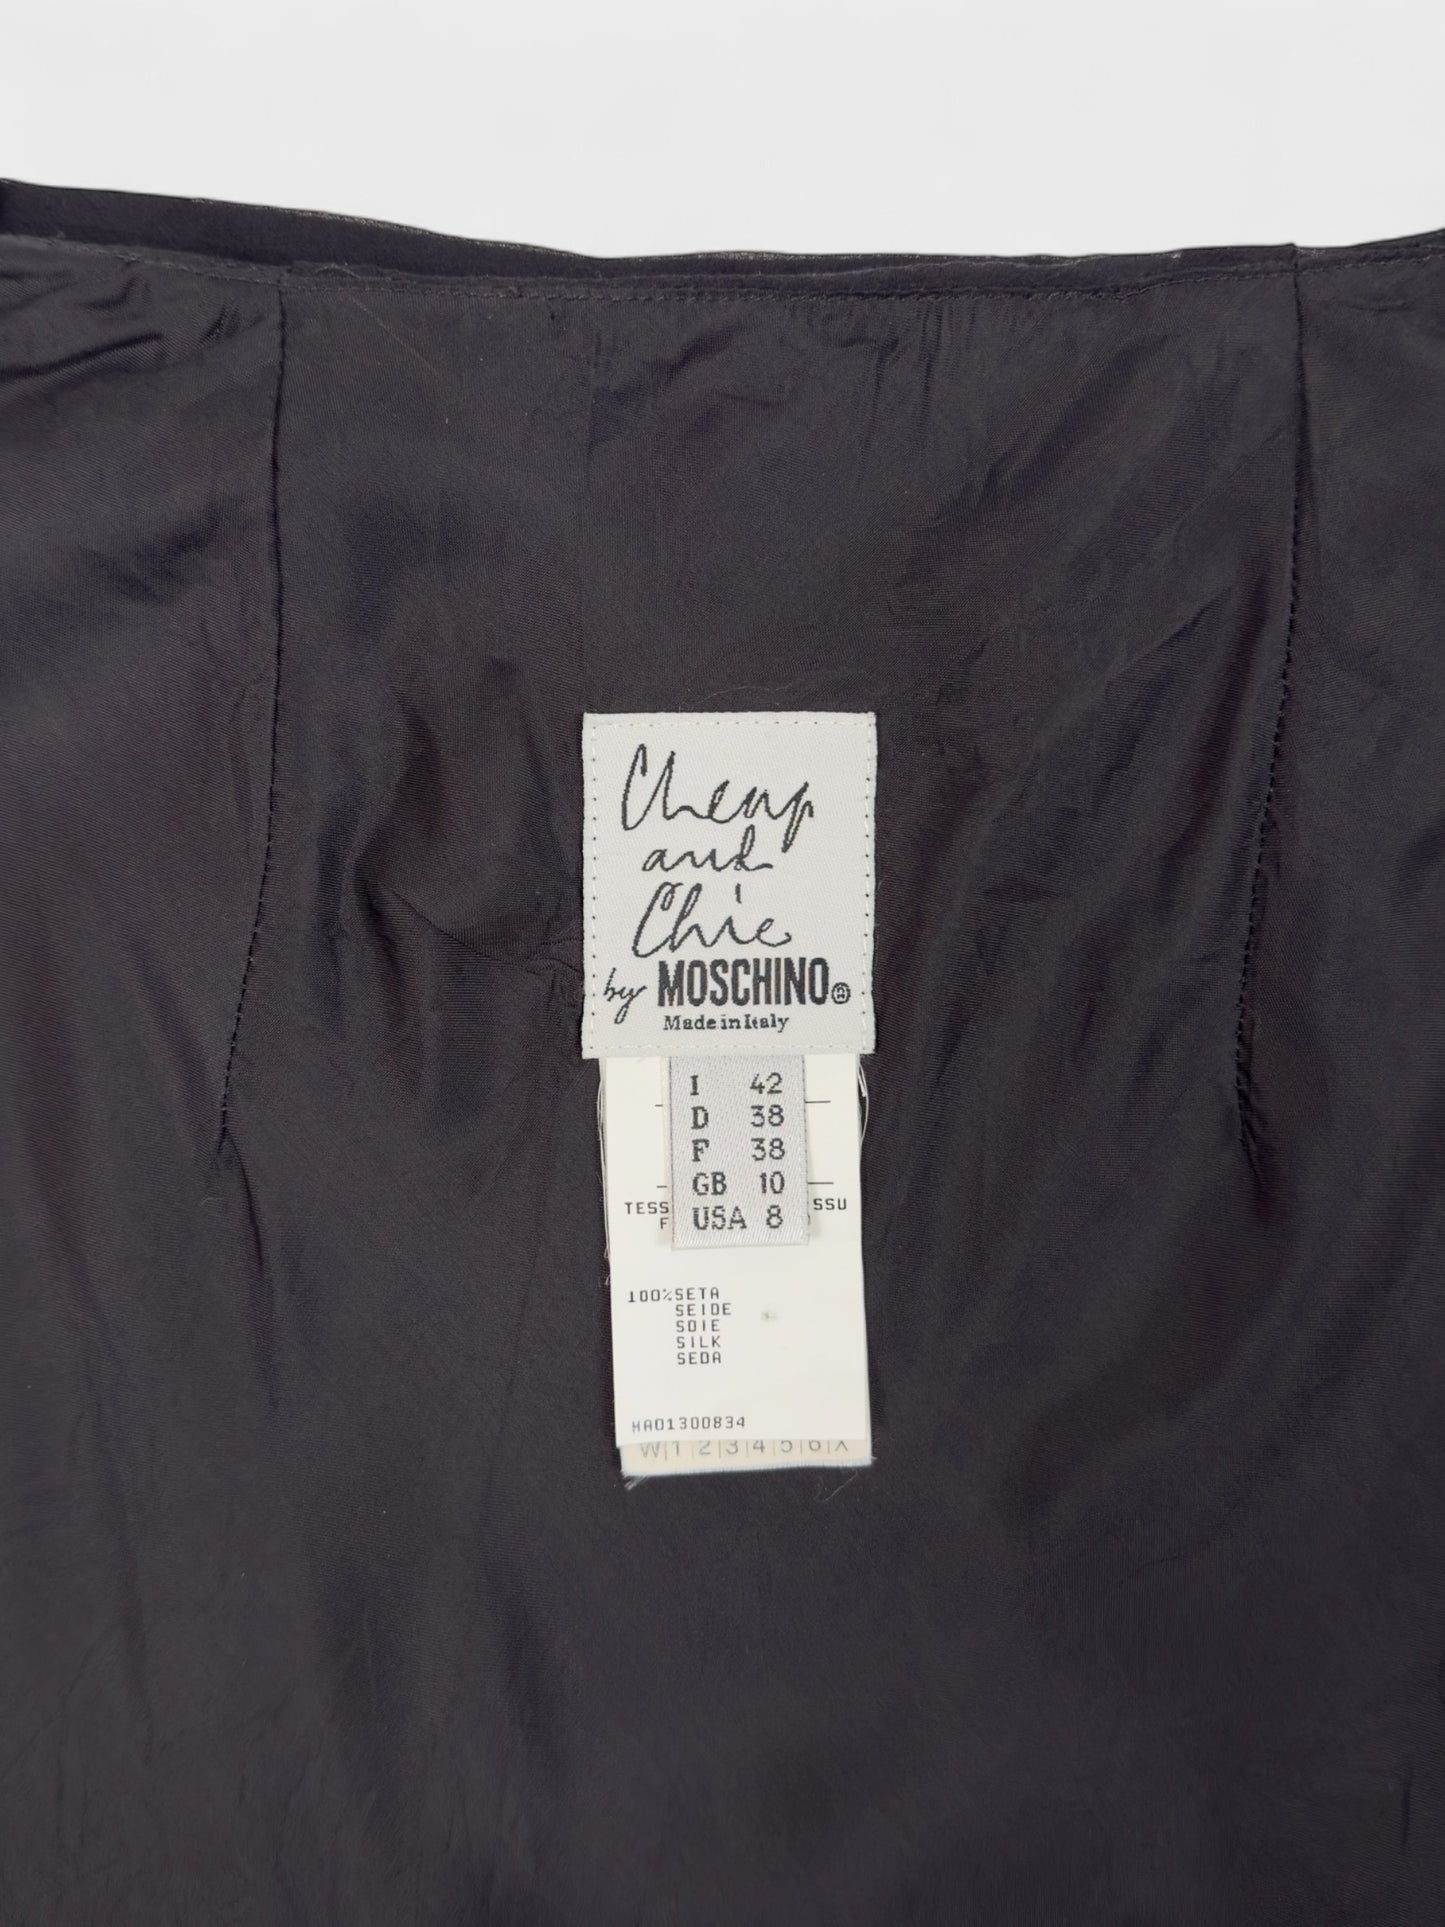 Cheap
and
Chic
by MOSCHINO®
Made in Italy
I 42
D 38
F 38
GB 10
USA 8
100%SETA
SEIDE
SOIE
SILK
SEDA
HA01300834
W|1|2|3|4|5|6|X